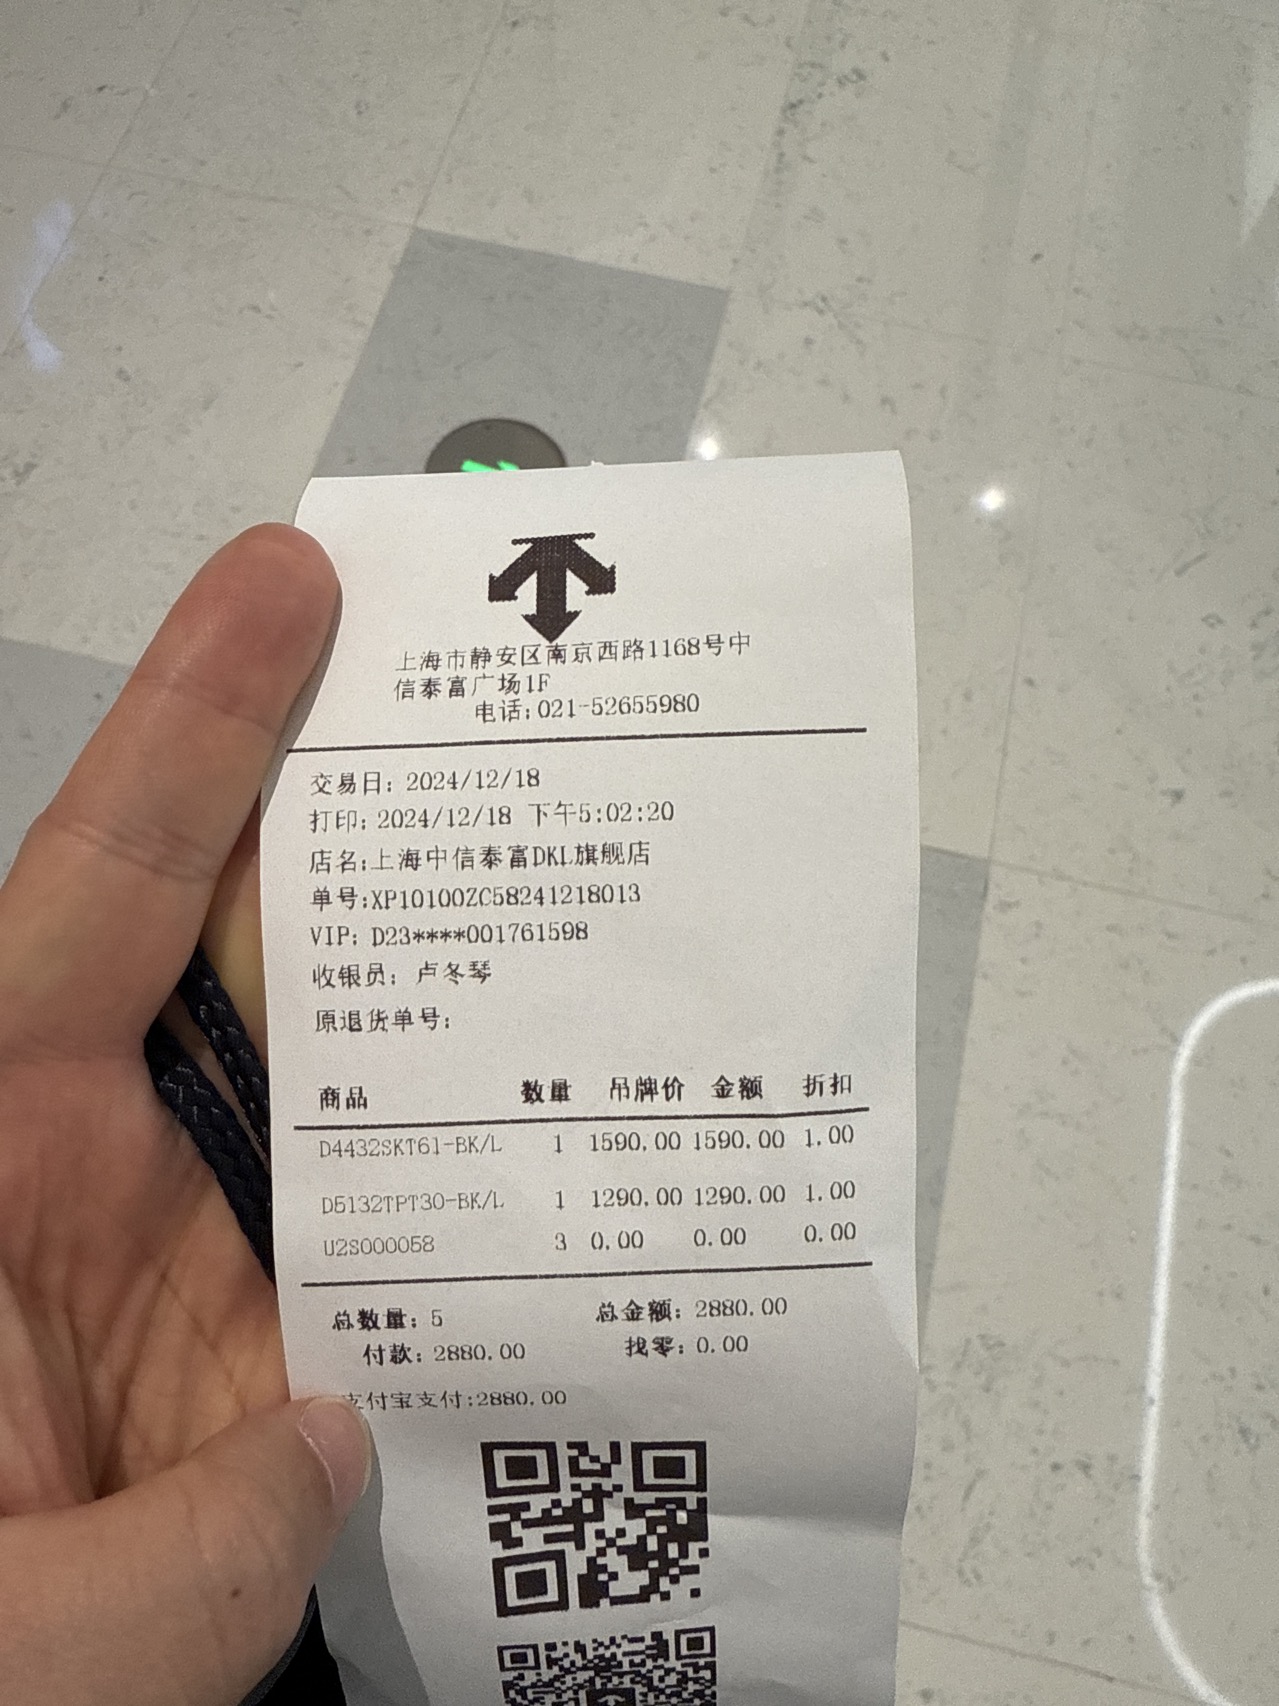 上海市静安区南京西路1168号中
信泰富广场1F
电话:021-52655980
交易日: 2024/12/18
打印: 2024/12/18 下午5:02:20
店名:上海中信泰富DKL旗舰店
单号:XP10100ZC58241218013
VIP: D23****001761598
收银员: 卢冬琴
原退货单号:
商品 数量 吊牌价 金额 折扣
D4432SKT61-BK/L 1 1590.00 1590.00 1.00
D5132TPT30-BK/L 1 1290.00 1290.00 1.00
U2S000058 3 0.00 0.00 0.00
总数量: 5 总金额: 2880.00
付款: 2880.00 找零: 0.00
支付宝支付:2880.00